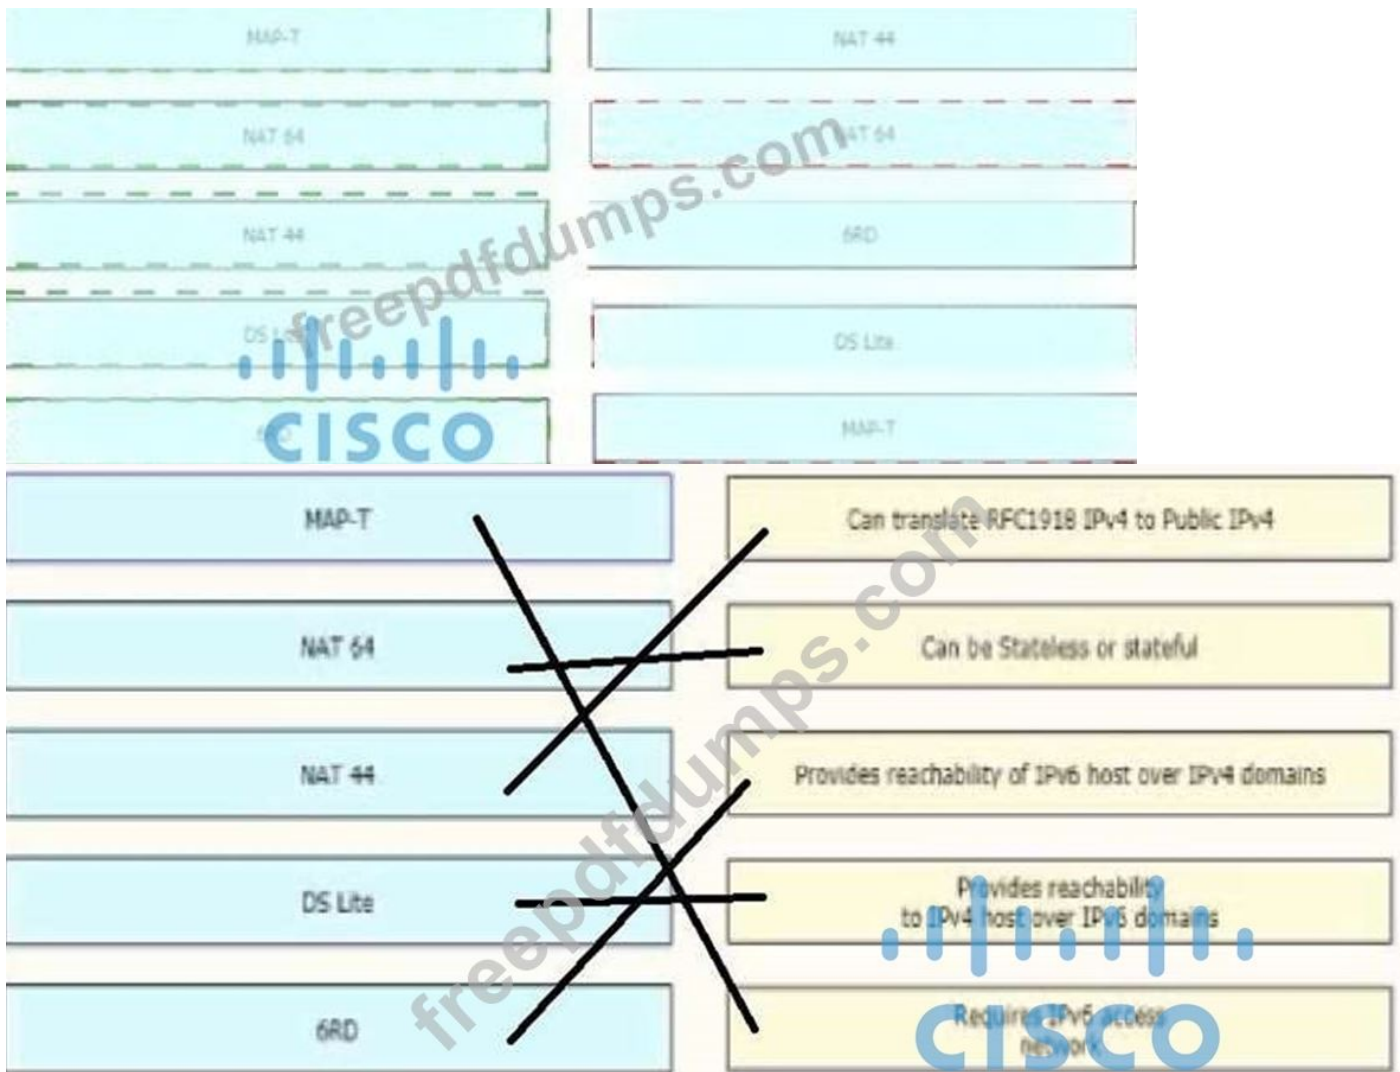 MAP-T
NAT 44
NAT 64
NAT 64
NAT 44
6RD
DS Lite
DS Lite
6RD
MAP-T
freepdfdumps.com
CISCO
MAP-T
Can translate RFC1918 IPv4 to Public IPv4
NAT 64
Can be Stateless or stateful
NAT 44
Provides reachability of IPv6 host over IPv4 domains
DS Lite
Provides reachability
to IPv4 host over IPv6 domains
6RD
Requires IPv6 access
network
freepdfdumps.com
CISCO